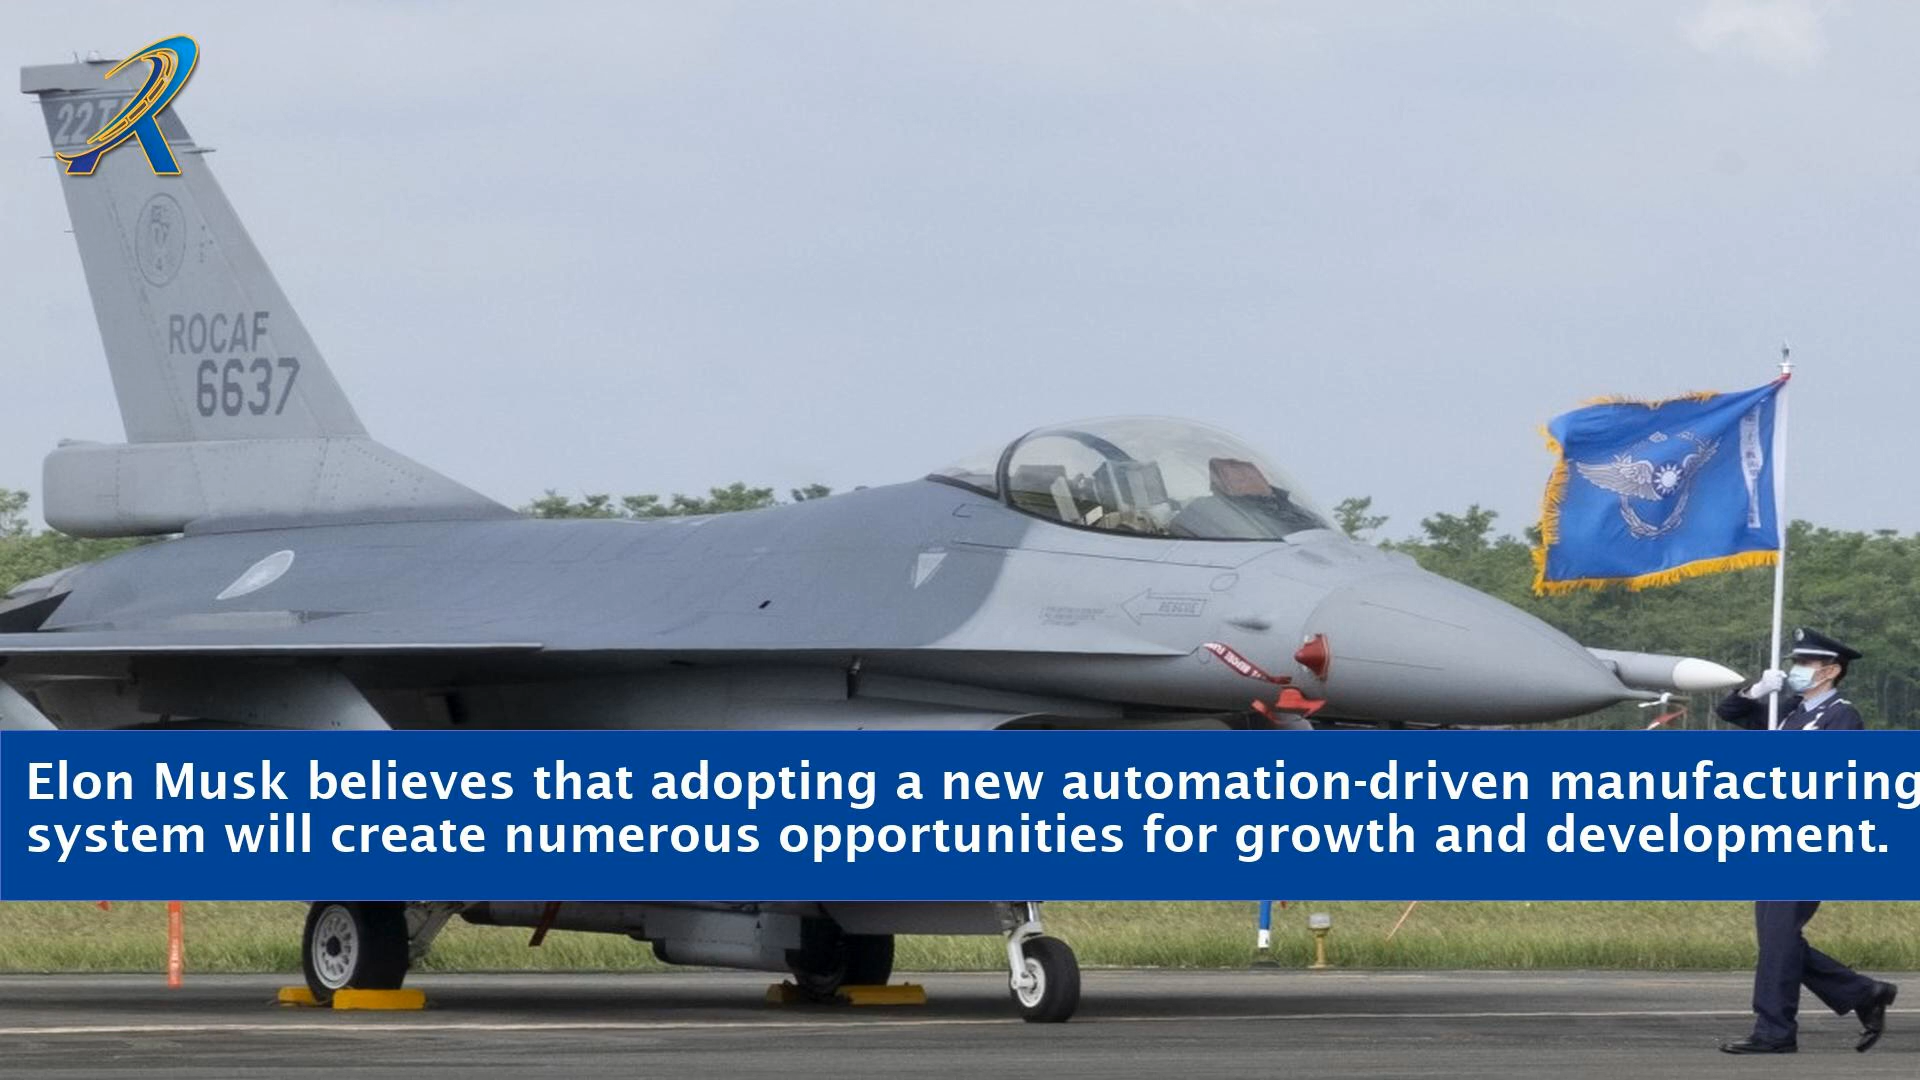 ROCAF
6637
RESCUE
Elon Musk believes that adopting a new automation-driven manufacturing
system will create numerous opportunities for growth and development.